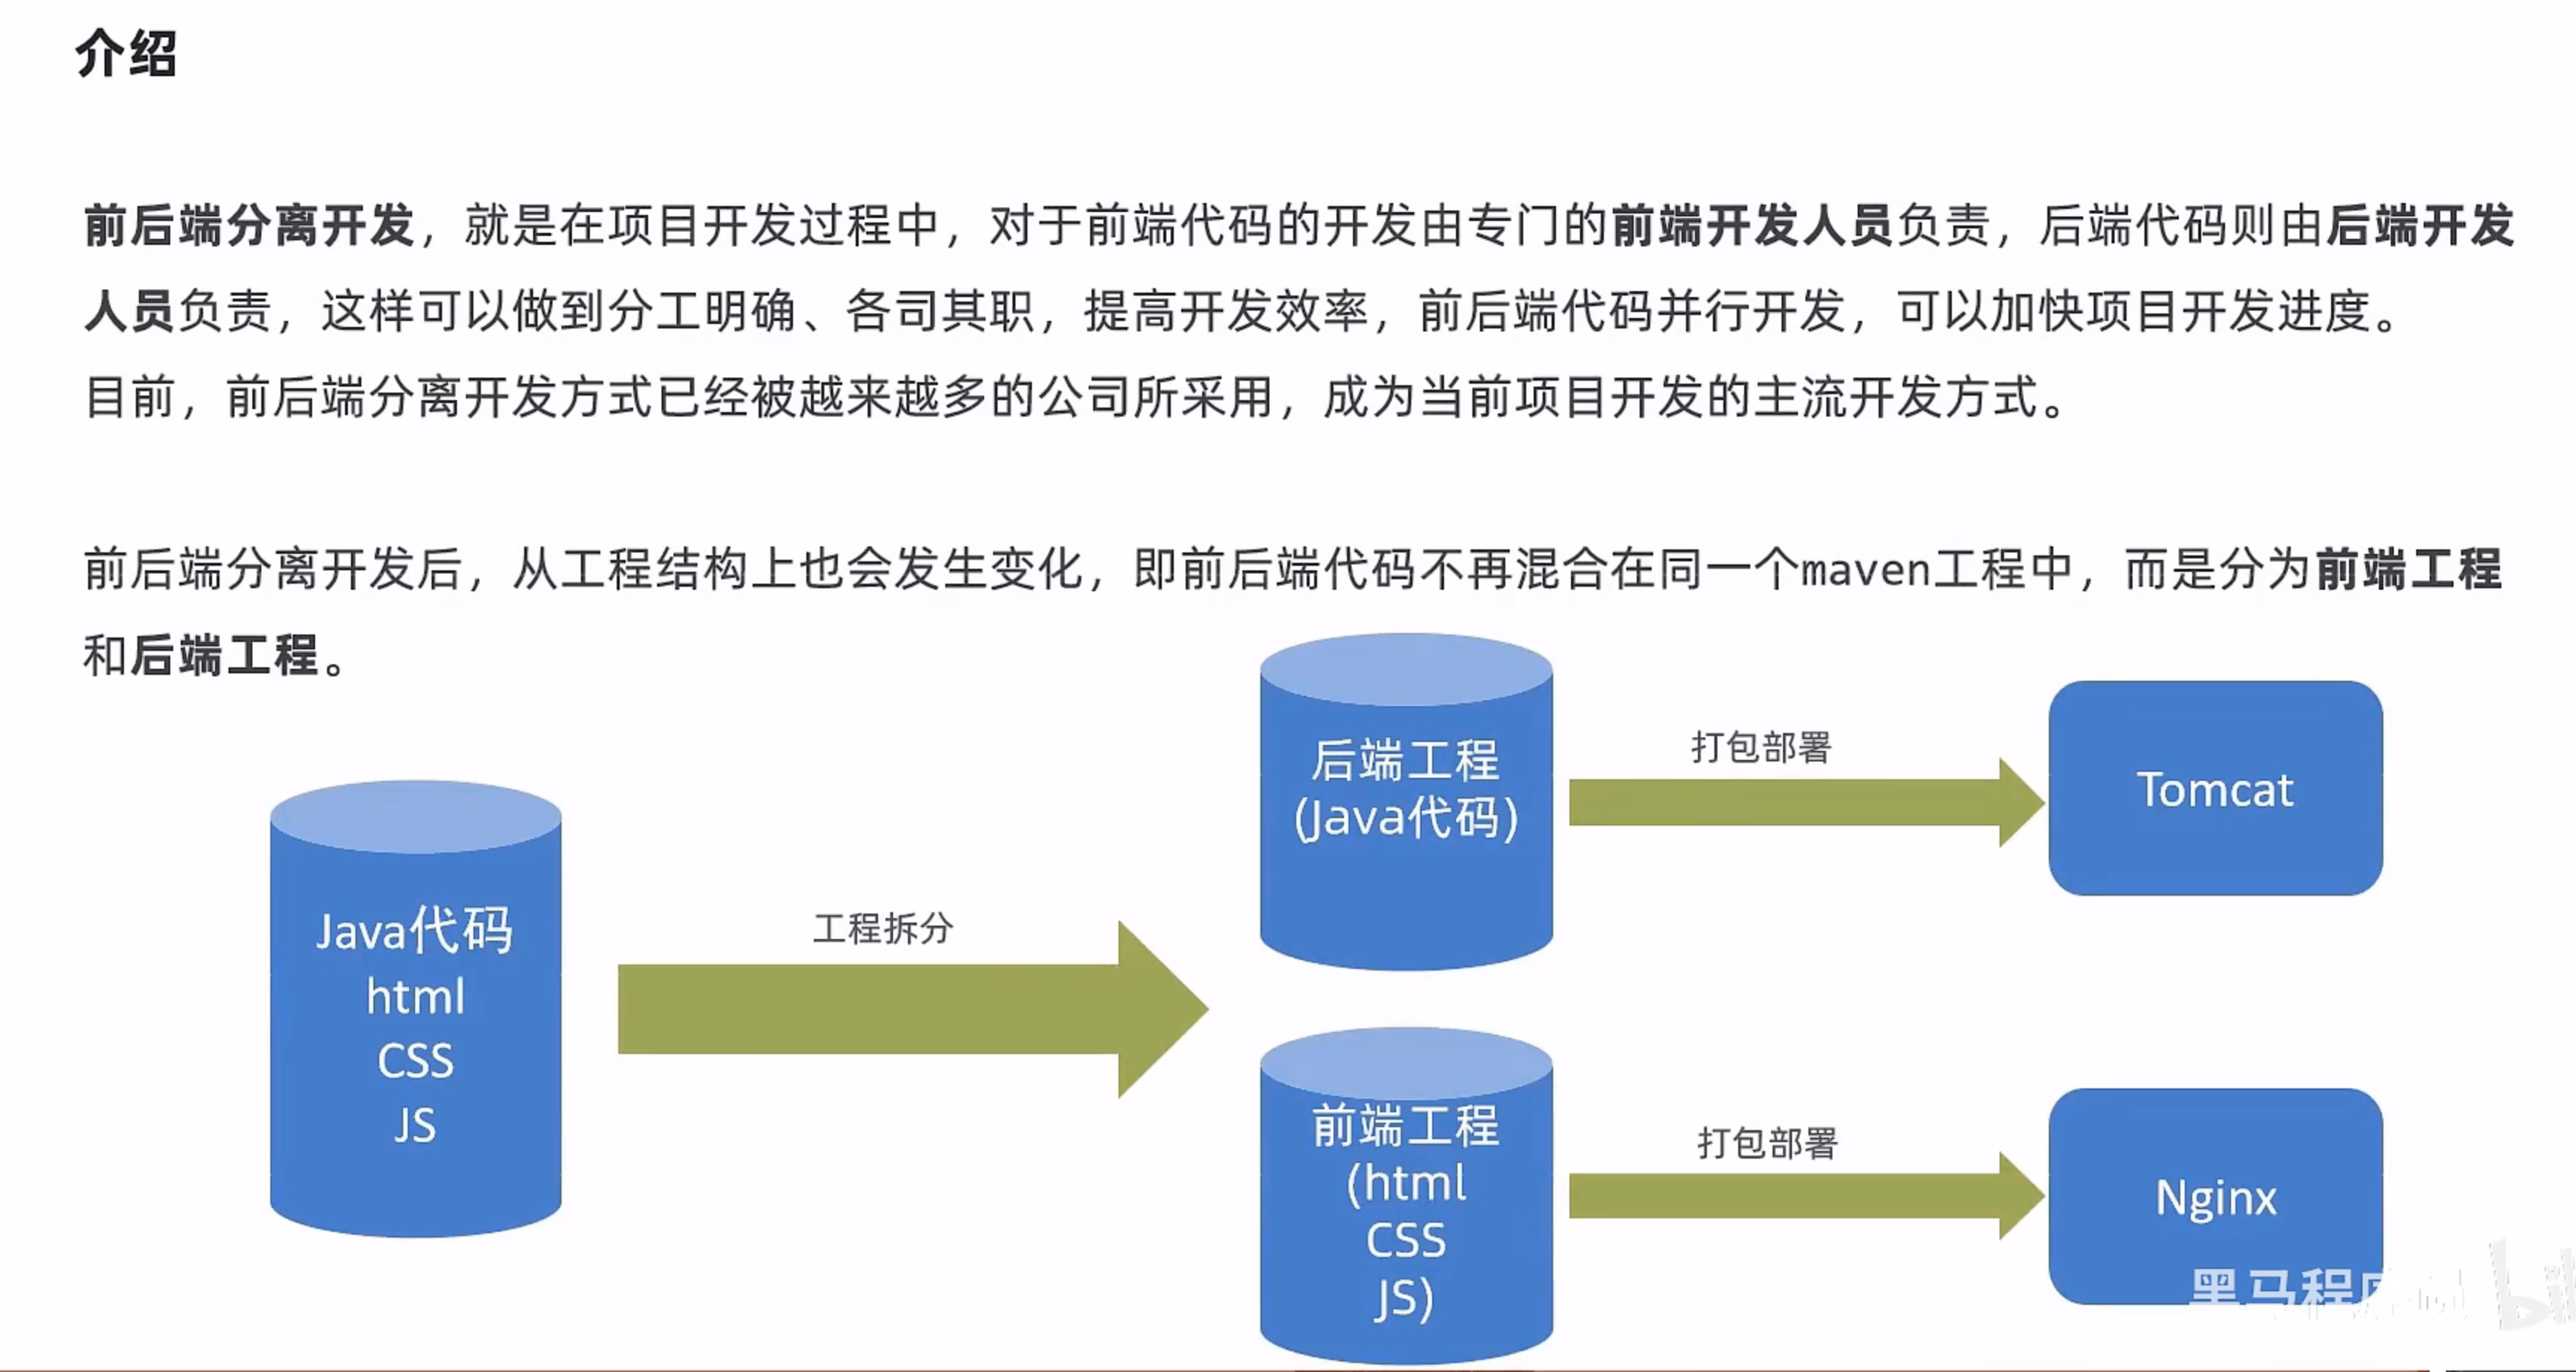 介绍
前后端分离开发，就是在项目开发过程中，对于前端代码的开发由专门的前端开发人员负责，后端代码则由后端开发
人员负责，这样可以做到分工明确、各司其职，提高开发效率，前后端代码并行开发，可以加快项目开发进度。
目前，前后端分离开发方式已经被越来越多的公司所采用，成为当前项目开发的主流开发方式。
前后端分离开发后，从工程结构上也会发生变化，即前后端代码不再混合在同一个maven工程中，而是分为前端工程
和后端工程。
Java代码
html
CSS
JS
工程拆分
后端工程
(Java代码)
打包部署
Tomcat
前端工程
(html
CSS
JS)
打包部署
Nginx
黑马程序员